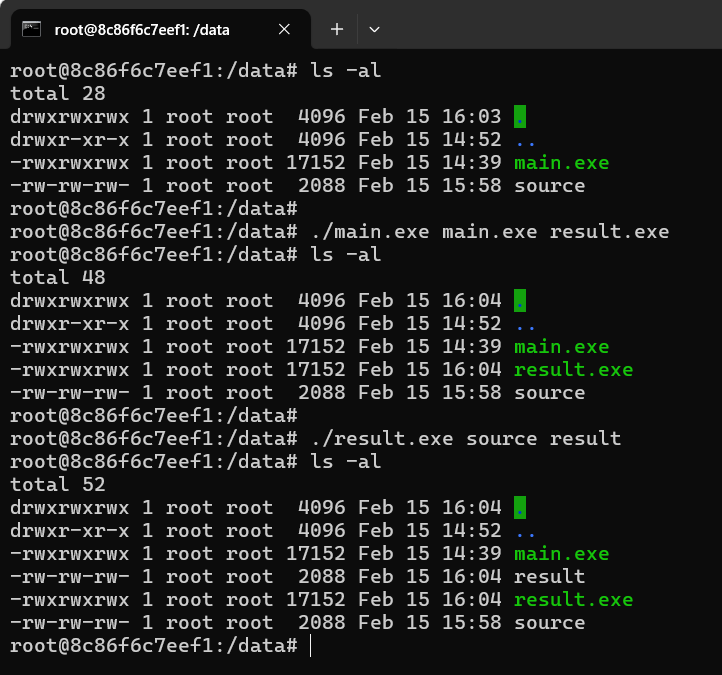 root@8c86f6c7eef1: /data
root@8c86f6c7eef1:/data# ls -al
total 28
drwxrwxrwx 1 root root  4096 Feb 15 16:03 .
drwxr-xr-x 1 root root  4096 Feb 15 14:52 ..
-rwxrwxrwx 1 root root 17152 Feb 15 14:39 main.exe
-rw-rw-rw- 1 root root  2088 Feb 15 15:58 source
root@8c86f6c7eef1:/data#
root@8c86f6c7eef1:/data# ./main.exe main.exe result.exe
root@8c86f6c7eef1:/data# ls -al
total 48
drwxrwxrwx 1 root root  4096 Feb 15 16:04 .
drwxr-xr-x 1 root root  4096 Feb 15 14:52 ..
-rwxrwxrwx 1 root root 17152 Feb 15 14:39 main.exe
-rwxrwxrwx 1 root root 17152 Feb 15 16:04 result.exe
-rw-rw-rw- 1 root root  2088 Feb 15 15:58 source
root@8c86f6c7eef1:/data#
root@8c86f6c7eef1:/data# ./result.exe source result
root@8c86f6c7eef1:/data# ls -al
total 52
drwxrwxrwx 1 root root  4096 Feb 15 16:04 .
drwxr-xr-x 1 root root  4096 Feb 15 14:52 ..
-rwxrwxrwx 1 root root 17152 Feb 15 14:39 main.exe
-rw-rw-rw- 1 root root  2088 Feb 15 16:04 result
-rwxrwxrwx 1 root root 17152 Feb 15 16:04 result.exe
-rw-rw-rw- 1 root root  2088 Feb 15 15:58 source
root@8c86f6c7eef1:/data#